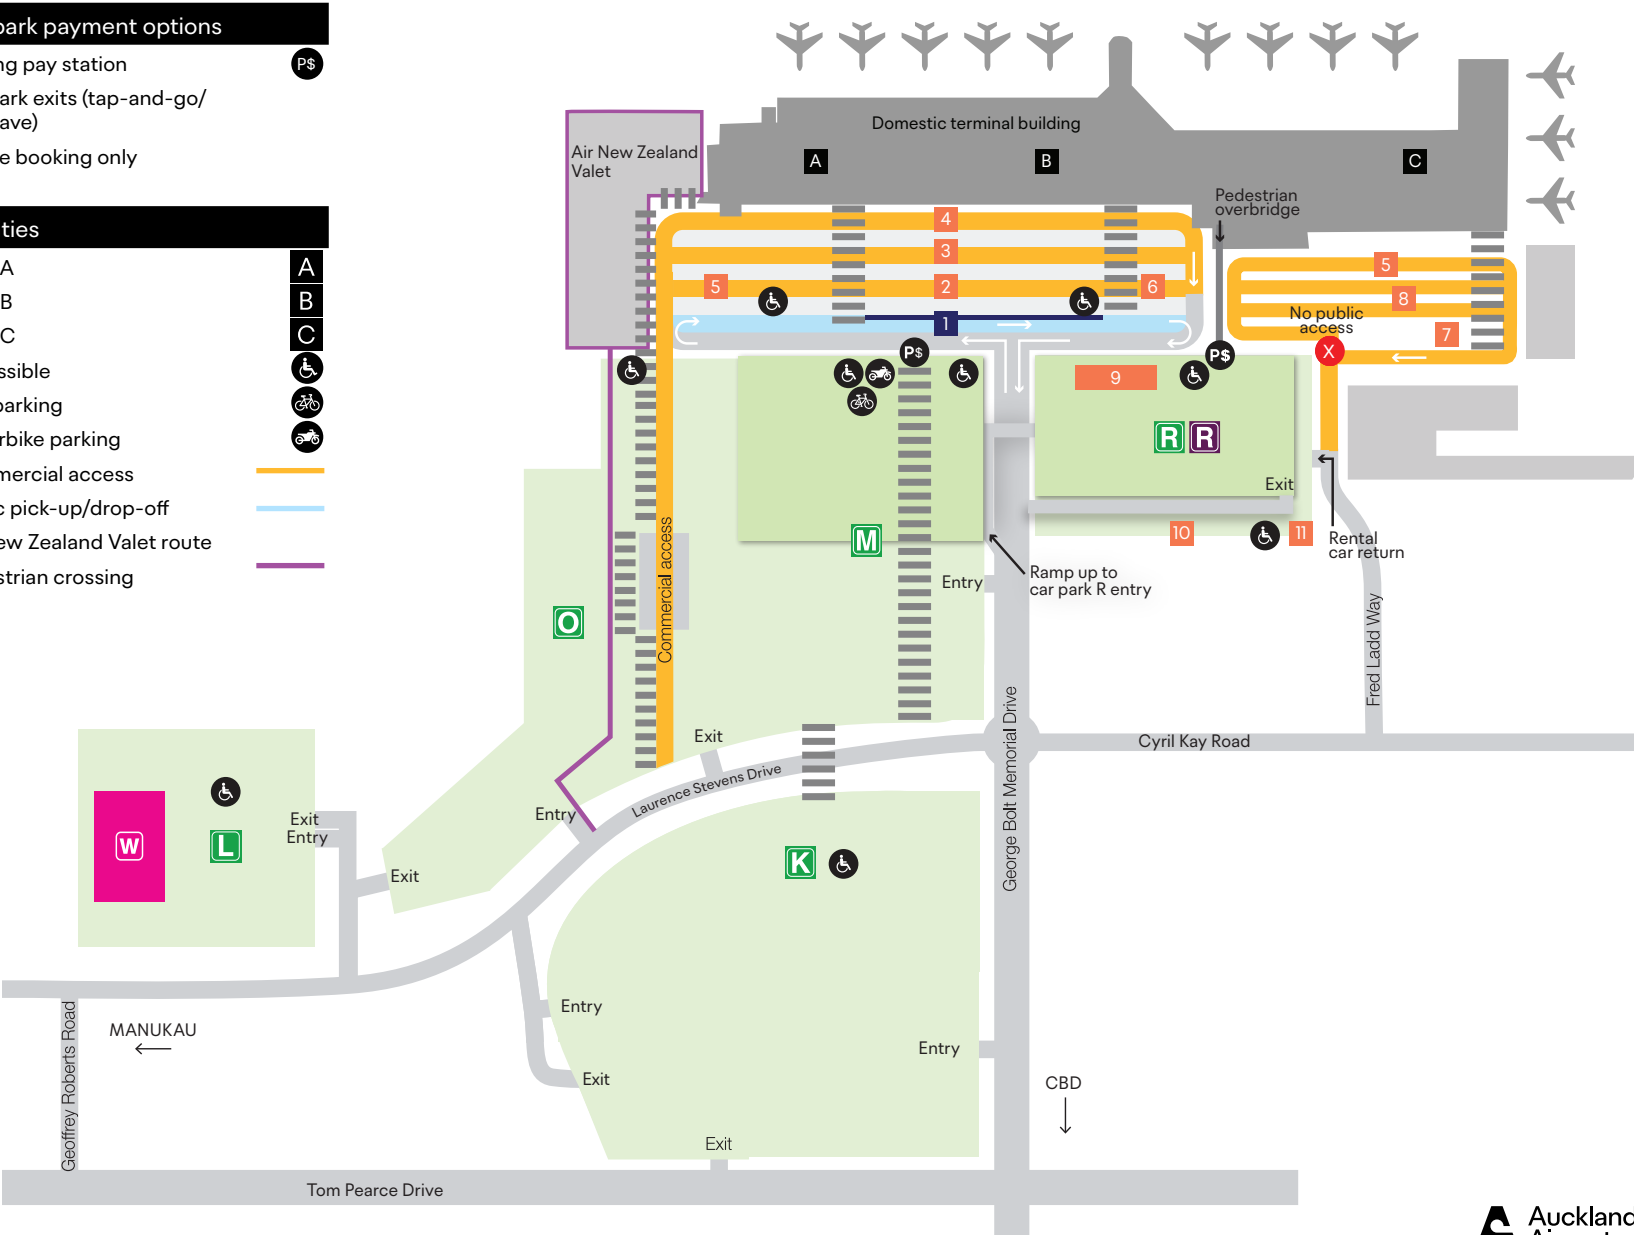 park payment options
ng pay station
P$
ark exits (tap-and-go/
ave)
e booking only
ties
A
A
B
B
C
C
ssible
parking
rbike parking
mercial access
c pick-up/drop-off
ew Zealand Valet route
strian crossing
Domestic terminal building
Air New Zealand
Valet
A
B
C
Pedestrian
overbridge
4
3
5
2
6
1
5
8
7
No public
access
X
P$
P$
9
R
R
Exit
10
11
Rental
car return
M
Ramp up to
car park R entry
Entry
O
Commercial access
Fred Ladd Way
George Bolt Memorial Drive
Cyril Kay Road
Exit
Laurence Stevens Drive
Entry
Exit
Entry
W
L
Exit
K
Entry
Exit
Entry
Exit
MANUKAU
CBD
Geoffrey Roberts Road
Tom Pearce Drive
Auckland